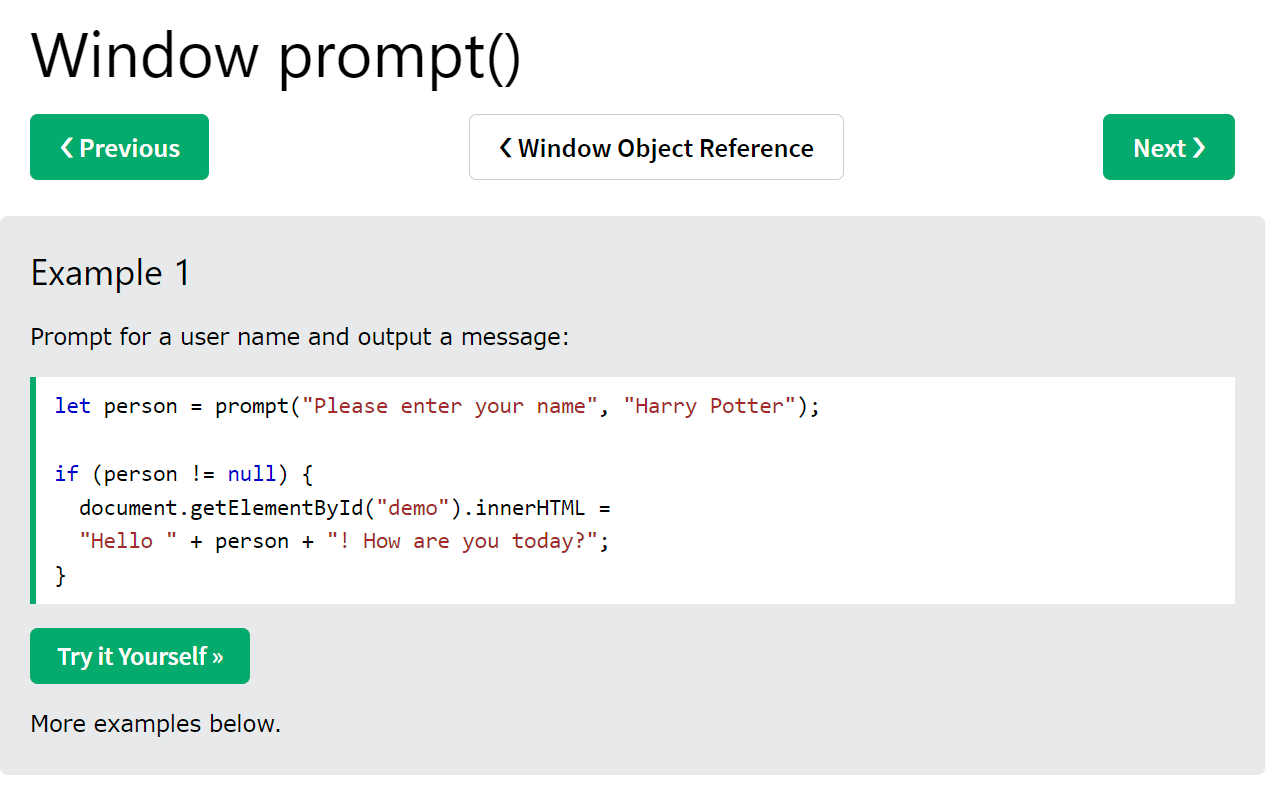 Window prompt()
❮ Previous
❮ Window Object Reference
Next ❯
Example 1
Prompt for a user name and output a message:
let person = prompt("Please enter your name", "Harry Potter");
if (person != null) {
  document.getElementById("demo").innerHTML =
  "Hello " + person + "! How are you today?";
}
Try it Yourself »
More examples below.